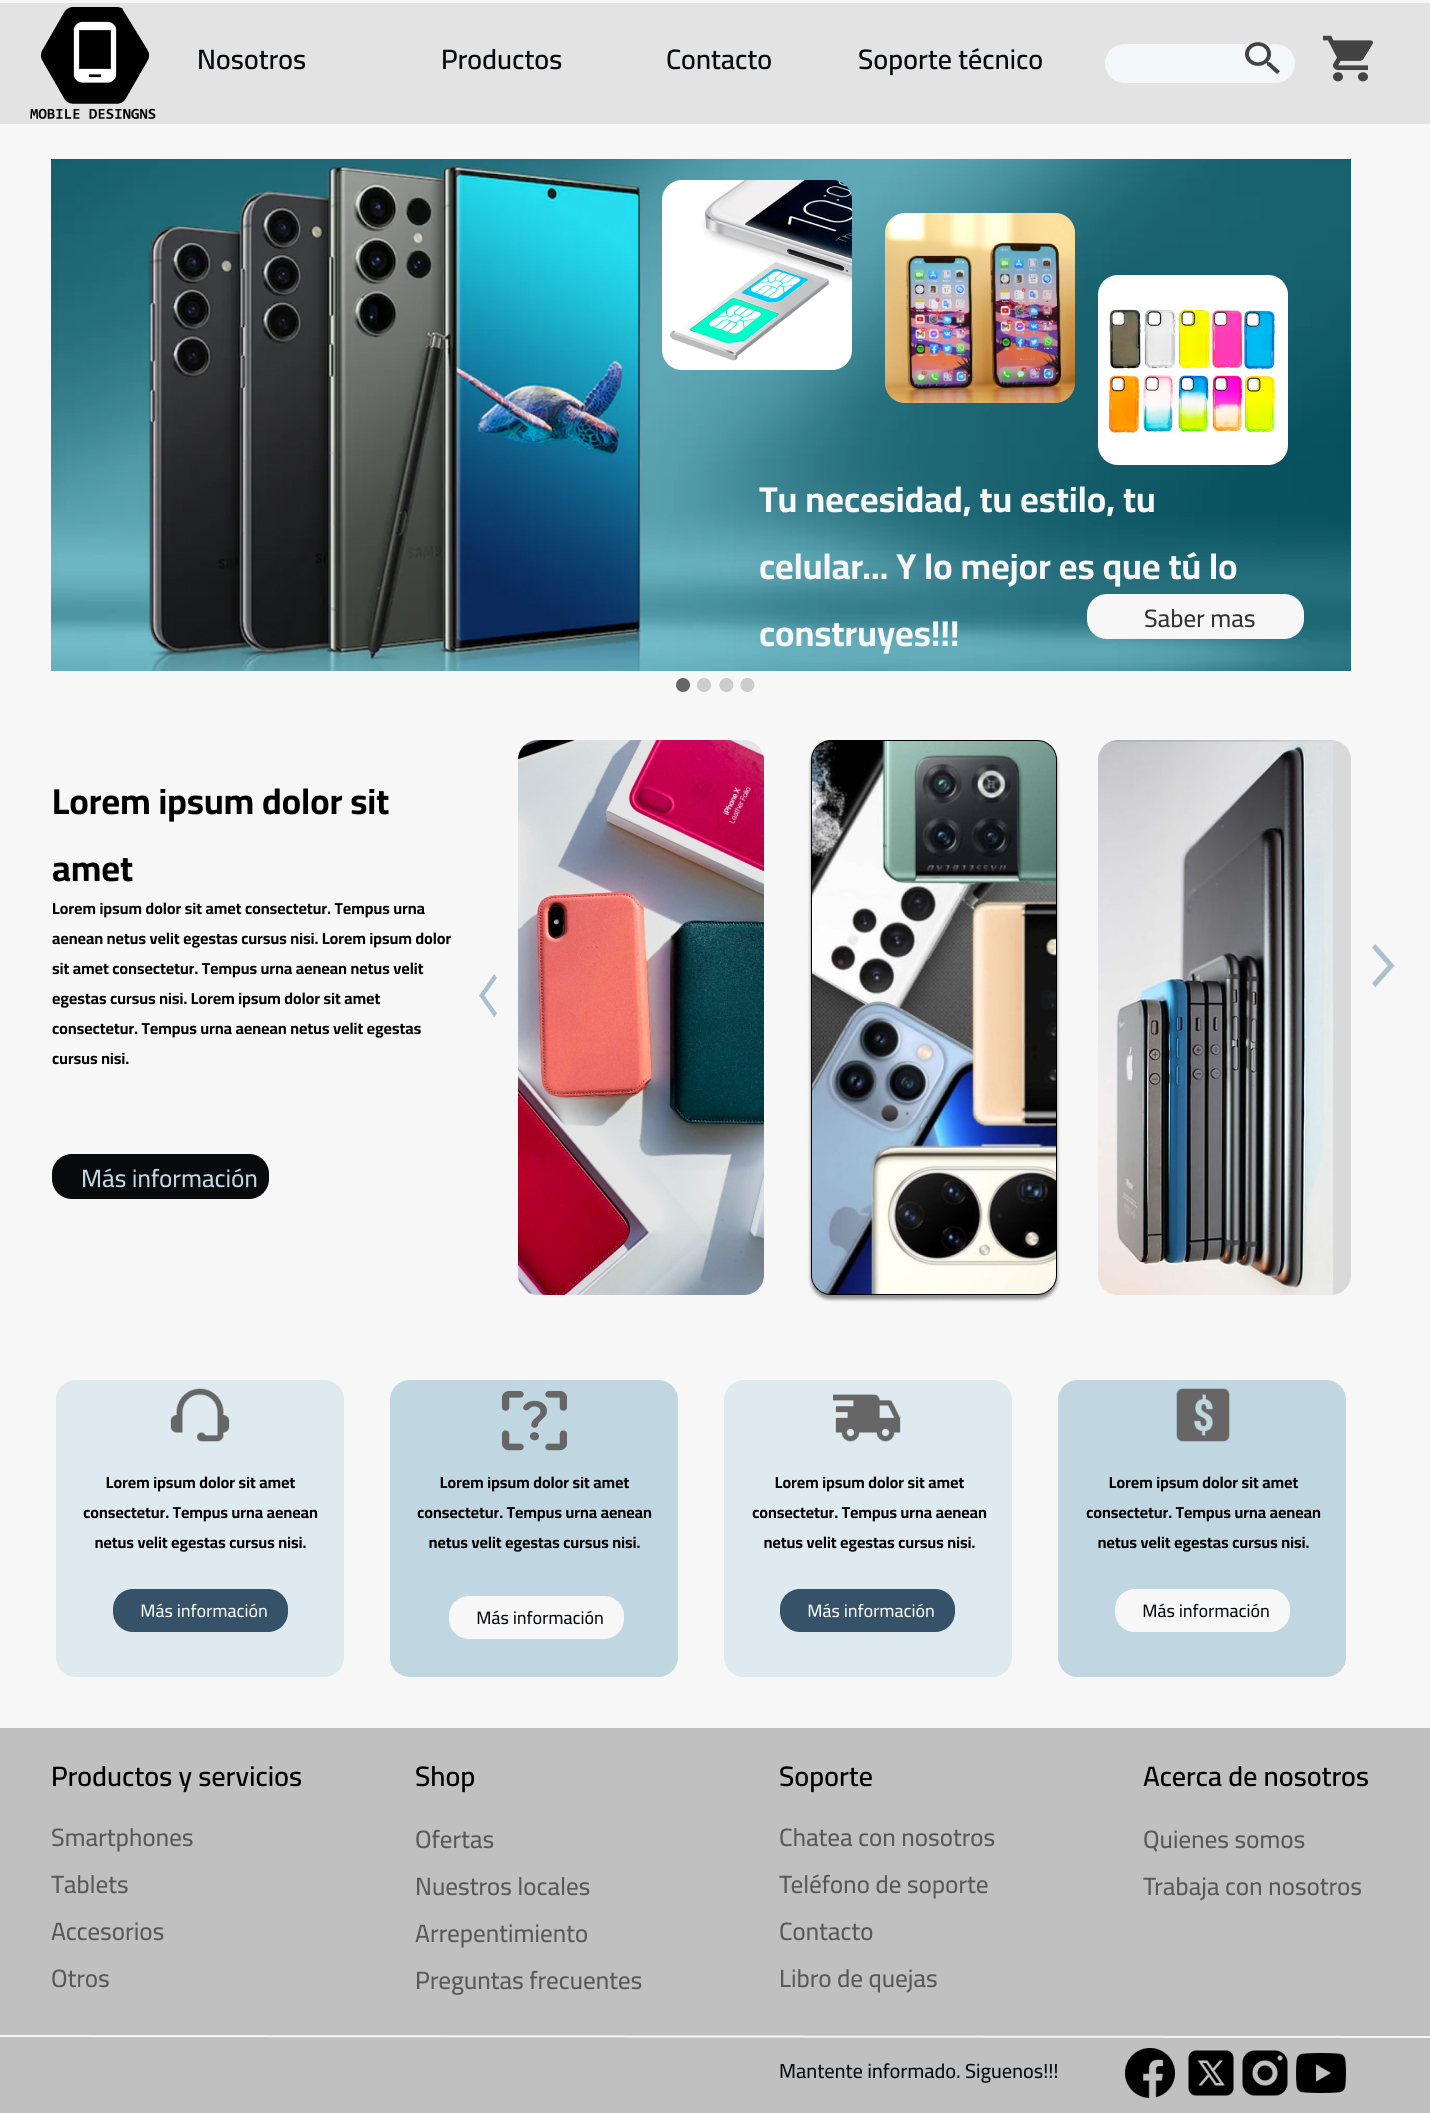 MOBILE DESINGNS
Nosotros
Productos
Contacto
Soporte técnico
Tu necesidad, tu estilo, tu
celular... Y lo mejor es que tú lo
construyes!!!
Saber mas
Lorem ipsum dolor sit
amet
Lorem ipsum dolor sit amet consectetur. Tempus urna
aenean netus velit egestas cursus nisi. Lorem ipsum dolor
sit amet consectetur. Tempus urna aenean netus velit
egestas cursus nisi. Lorem ipsum dolor sit amet
consectetur. Tempus urna aenean netus velit egestas
cursus nisi.
Más información
iPhone X
Leather Folio
HASSELBLAD
Lorem ipsum dolor sit amet
consectetur. Tempus urna aenean
netus velit egestas cursus nisi.
Más información
Lorem ipsum dolor sit amet
consectetur. Tempus urna aenean
netus velit egestas cursus nisi.
Más información
Lorem ipsum dolor sit amet
consectetur. Tempus urna aenean
netus velit egestas cursus nisi.
Más información
$
Lorem ipsum dolor sit amet
consectetur. Tempus urna aenean
netus velit egestas cursus nisi.
Más información
Productos y servicios
Smartphones
Tablets
Accesorios
Otros
Shop
Ofertas
Nuestros locales
Arrepentimiento
Preguntas frecuentes
Soporte
Chatea con nosotros
Teléfono de soporte
Contacto
Libro de quejas
Acerca de nosotros
Quienes somos
Trabaja con nosotros
Mantente informado. Siguenos!!!